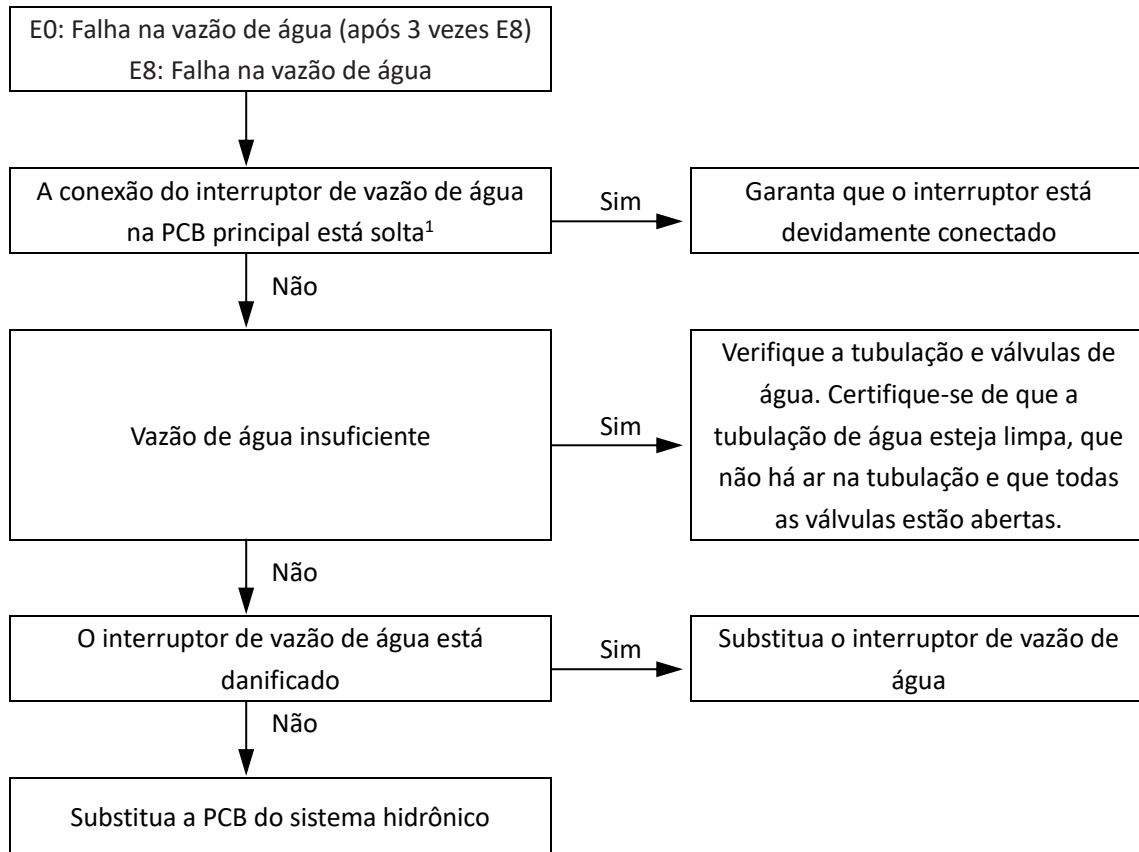 E0: Falha na vazão de água (após 3 vezes E8)
E8: Falha na vazão de água
A conexão do interruptor de vazão de água
na PCB principal está solta¹
Sim
Garanta que o interruptor está
devidamente conectado
Não
Vazão de água insuficiente
Sim
Verifique a tubulação e válvulas de
água. Certifique-se de que a
tubulação de água esteja limpa, que
não há ar na tubulação e que todas
as válvulas estão abertas.
Não
O interruptor de vazão de água está
danificado
Sim
Substitua o interruptor de vazão de
água
Não
Substitua a PCB do sistema hidrônico